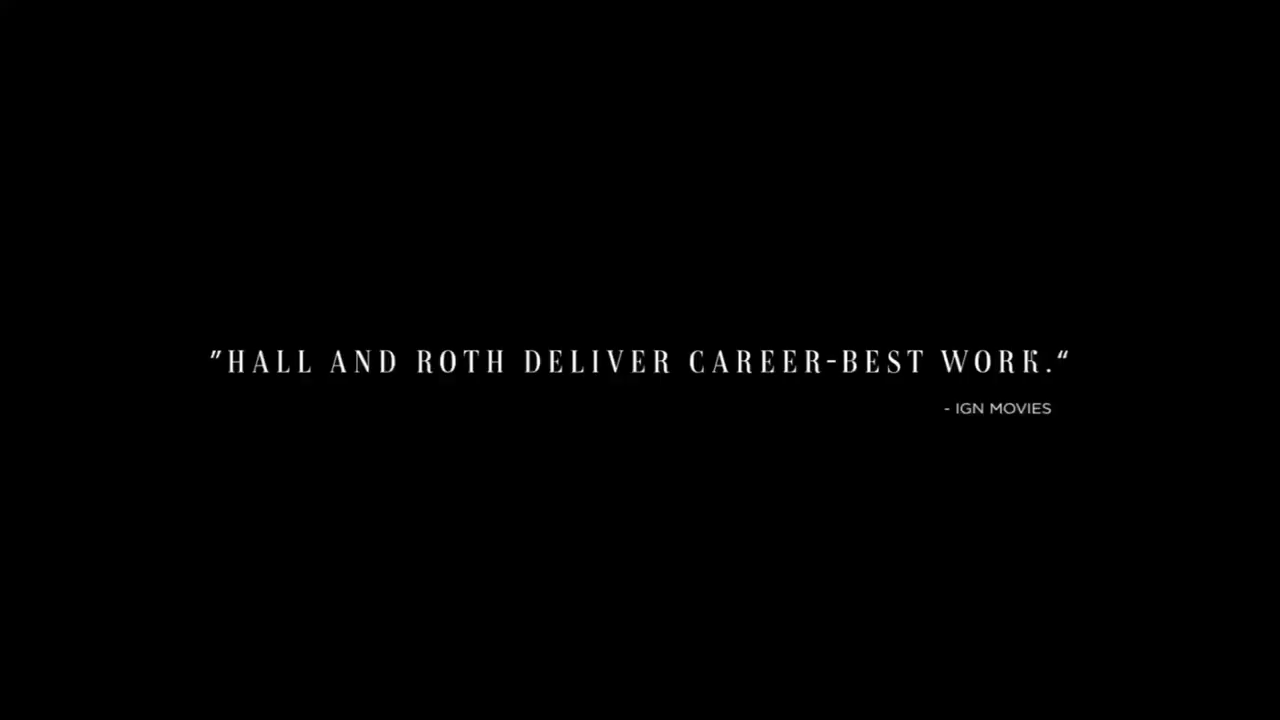 "HALL AND ROTH DELIVER CAREER-BEST WORK."
- IGN MOVIES